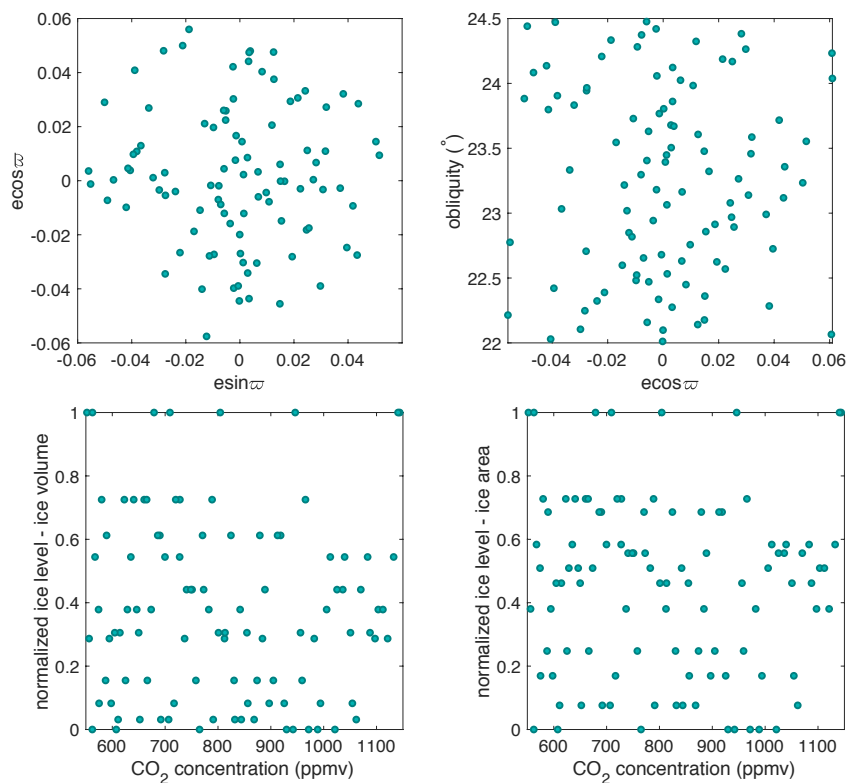 0.06
0.04
0.02
0
-0.02
-0.04
-0.06
ecosϖ
-0.06 -0.04 -0.02 0 0.02 0.04
esinϖ
24.5
24
23.5
23
22.5
22
obliquity (°)
-0.04 -0.02 0 0.02 0.04 0.06
ecosϖ
1
0.8
0.6
0.4
0.2
0
normalized ice level - ice volume
600 700 800 900 1000 1100
CO₂ concentration (ppmv)
1
0.8
0.6
0.4
0.2
0
normalized ice level - ice area
600 700 800 900 1000 1100
CO₂ concentration (ppmv)